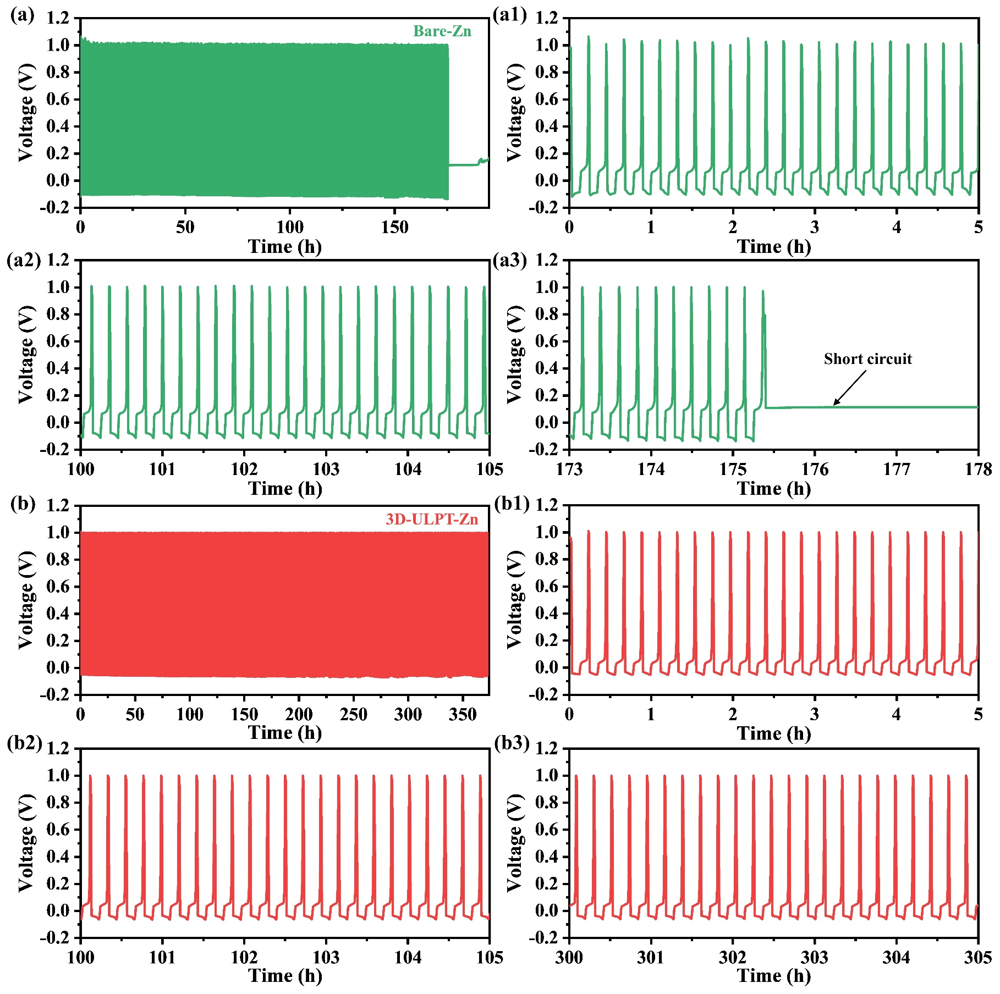 (a)
1.2
1.0
0.8
0.6
0.4
0.2
0.0
-0.2
Voltage (V)
Bare-Zn
0 50 100 150
Time (h)
(a1)
1.2
1.0
0.8
0.6
0.4
0.2
0.0
-0.2
Voltage (V)
0 1 2 3 4 5
Time (h)
(a2)
1.2
1.0
0.8
0.6
0.4
0.2
0.0
-0.2
Voltage (V)
100 101 102 103 104 105
Time (h)
(a3)
1.2
1.0
0.8
0.6
0.4
0.2
0.0
-0.2
Voltage (V)
Short circuit
173 174 175 176 177 178
Time (h)
(b)
1.2
1.0
0.8
0.6
0.4
0.2
0.0
-0.2
Voltage (V)
3D-ULPT-Zn
0 50 100 150 200 250 300 350
Time (h)
(b1)
1.2
1.0
0.8
0.6
0.4
0.2
0.0
-0.2
Voltage (V)
0 1 2 3 4 5
Time (h)
(b2)
1.2
1.0
0.8
0.6
0.4
0.2
0.0
-0.2
Voltage (V)
100 101 102 103 104 105
Time (h)
(b3)
1.2
1.0
0.8
0.6
0.4
0.2
0.0
-0.2
Voltage (V)
300 301 302 303 304 305
Time (h)